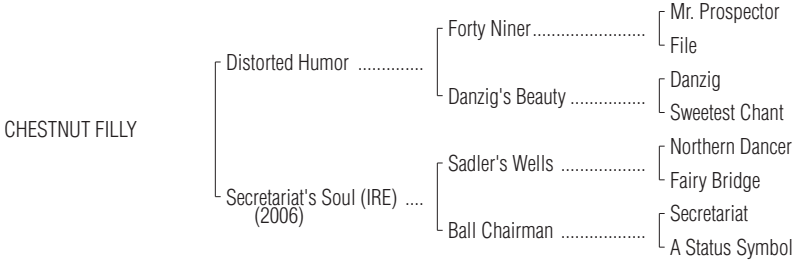 Mr. Prospector
Forty Niner........................
File
Distorted Humor ..............
Danzig
Danzig's Beauty ................
Sweetest Chant
CHESTNUT FILLY
Northern Dancer
Sadler's Wells ..................
Fairy Bridge
Secretariat's Soul (IRE) ....
(2006)
Secretariat
Ball Chairman ..................
A Status Symbol